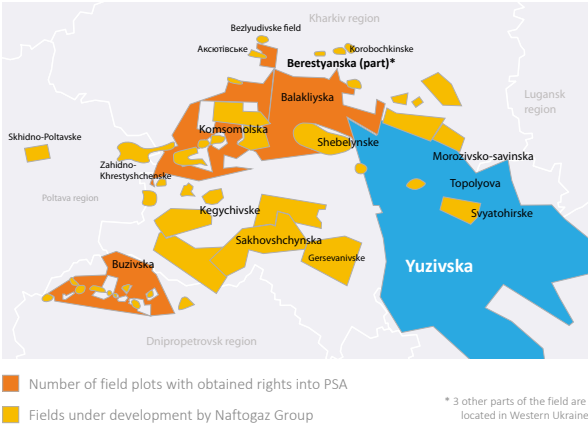 Kharkiv region
Bezlyudivske field
Аксютівське
Korobochkinske
Berestyanska (part)*
Balakliyska
Lugansk
region
Komsomolska
Skhidno-Poltavske
Shebelynske
Morozivsko-savinska
Zahidno-
Khrestyshchenske
Topolyova
Poltava region
Kegychivske
Svyatohirske
Sakhovshchynska
Gersevanivske
Buzivska
Yuzivska
Dnipropetrovsk region
Number of field plots with obtained rights into PSA
Fields under development by Naftogaz Group
* 3 other parts of the field are
located in Western Ukraine